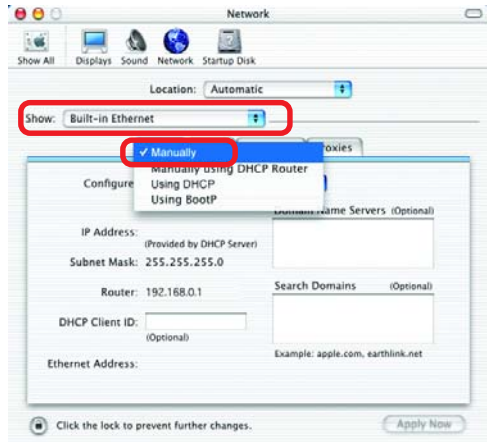 Network
Show All Displays Sound Network Startup Disk
Location: Automatic
Show: Built-in Ethernet
Proxies
Configure
✓ Manually
Manually using DHCP Router
Using DHCP
Using BootP
Domain Name Servers (Optional)
IP Address:
(Provided by DHCP Server)
Subnet Mask: 255.255.255.0
Router: 192.168.0.1
Search Domains (Optional)
DHCP Client ID:
(Optional)
Example: apple.com, earthlink.net
Ethernet Address:
Click the lock to prevent further changes.
Apply Now